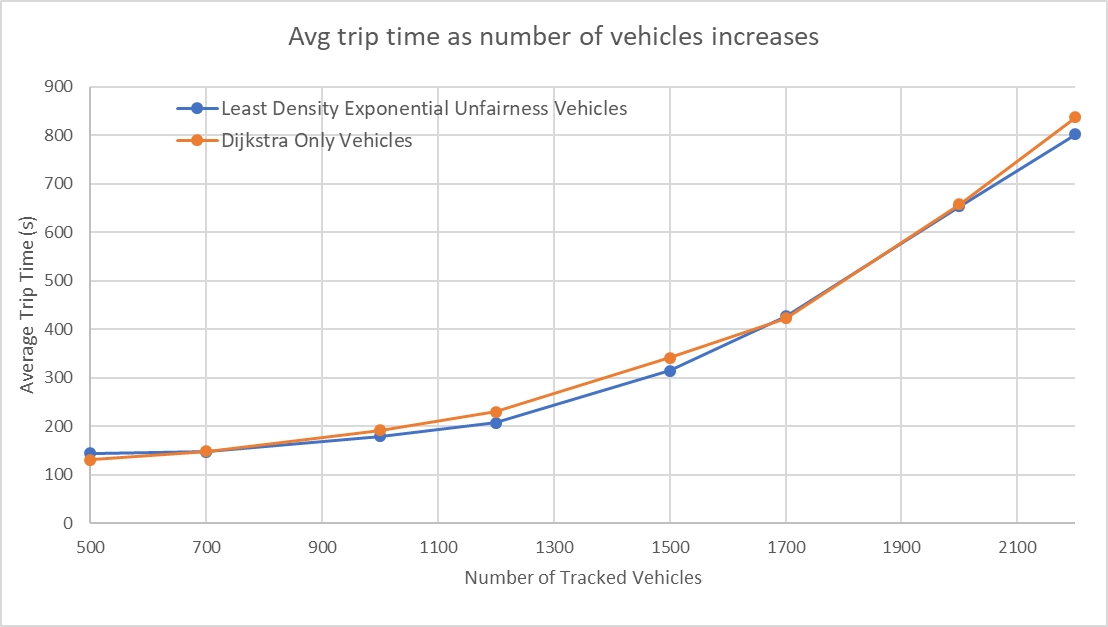 Avg trip time as number of vehicles increases
Least Density Exponential Unfairness Vehicles
Dijkstra Only Vehicles
900
800
700
600
500
400
300
200
100
0
Average Trip Time (s)
500 700 900 1100 1300 1500 1700 1900 2100
Number of Tracked Vehicles